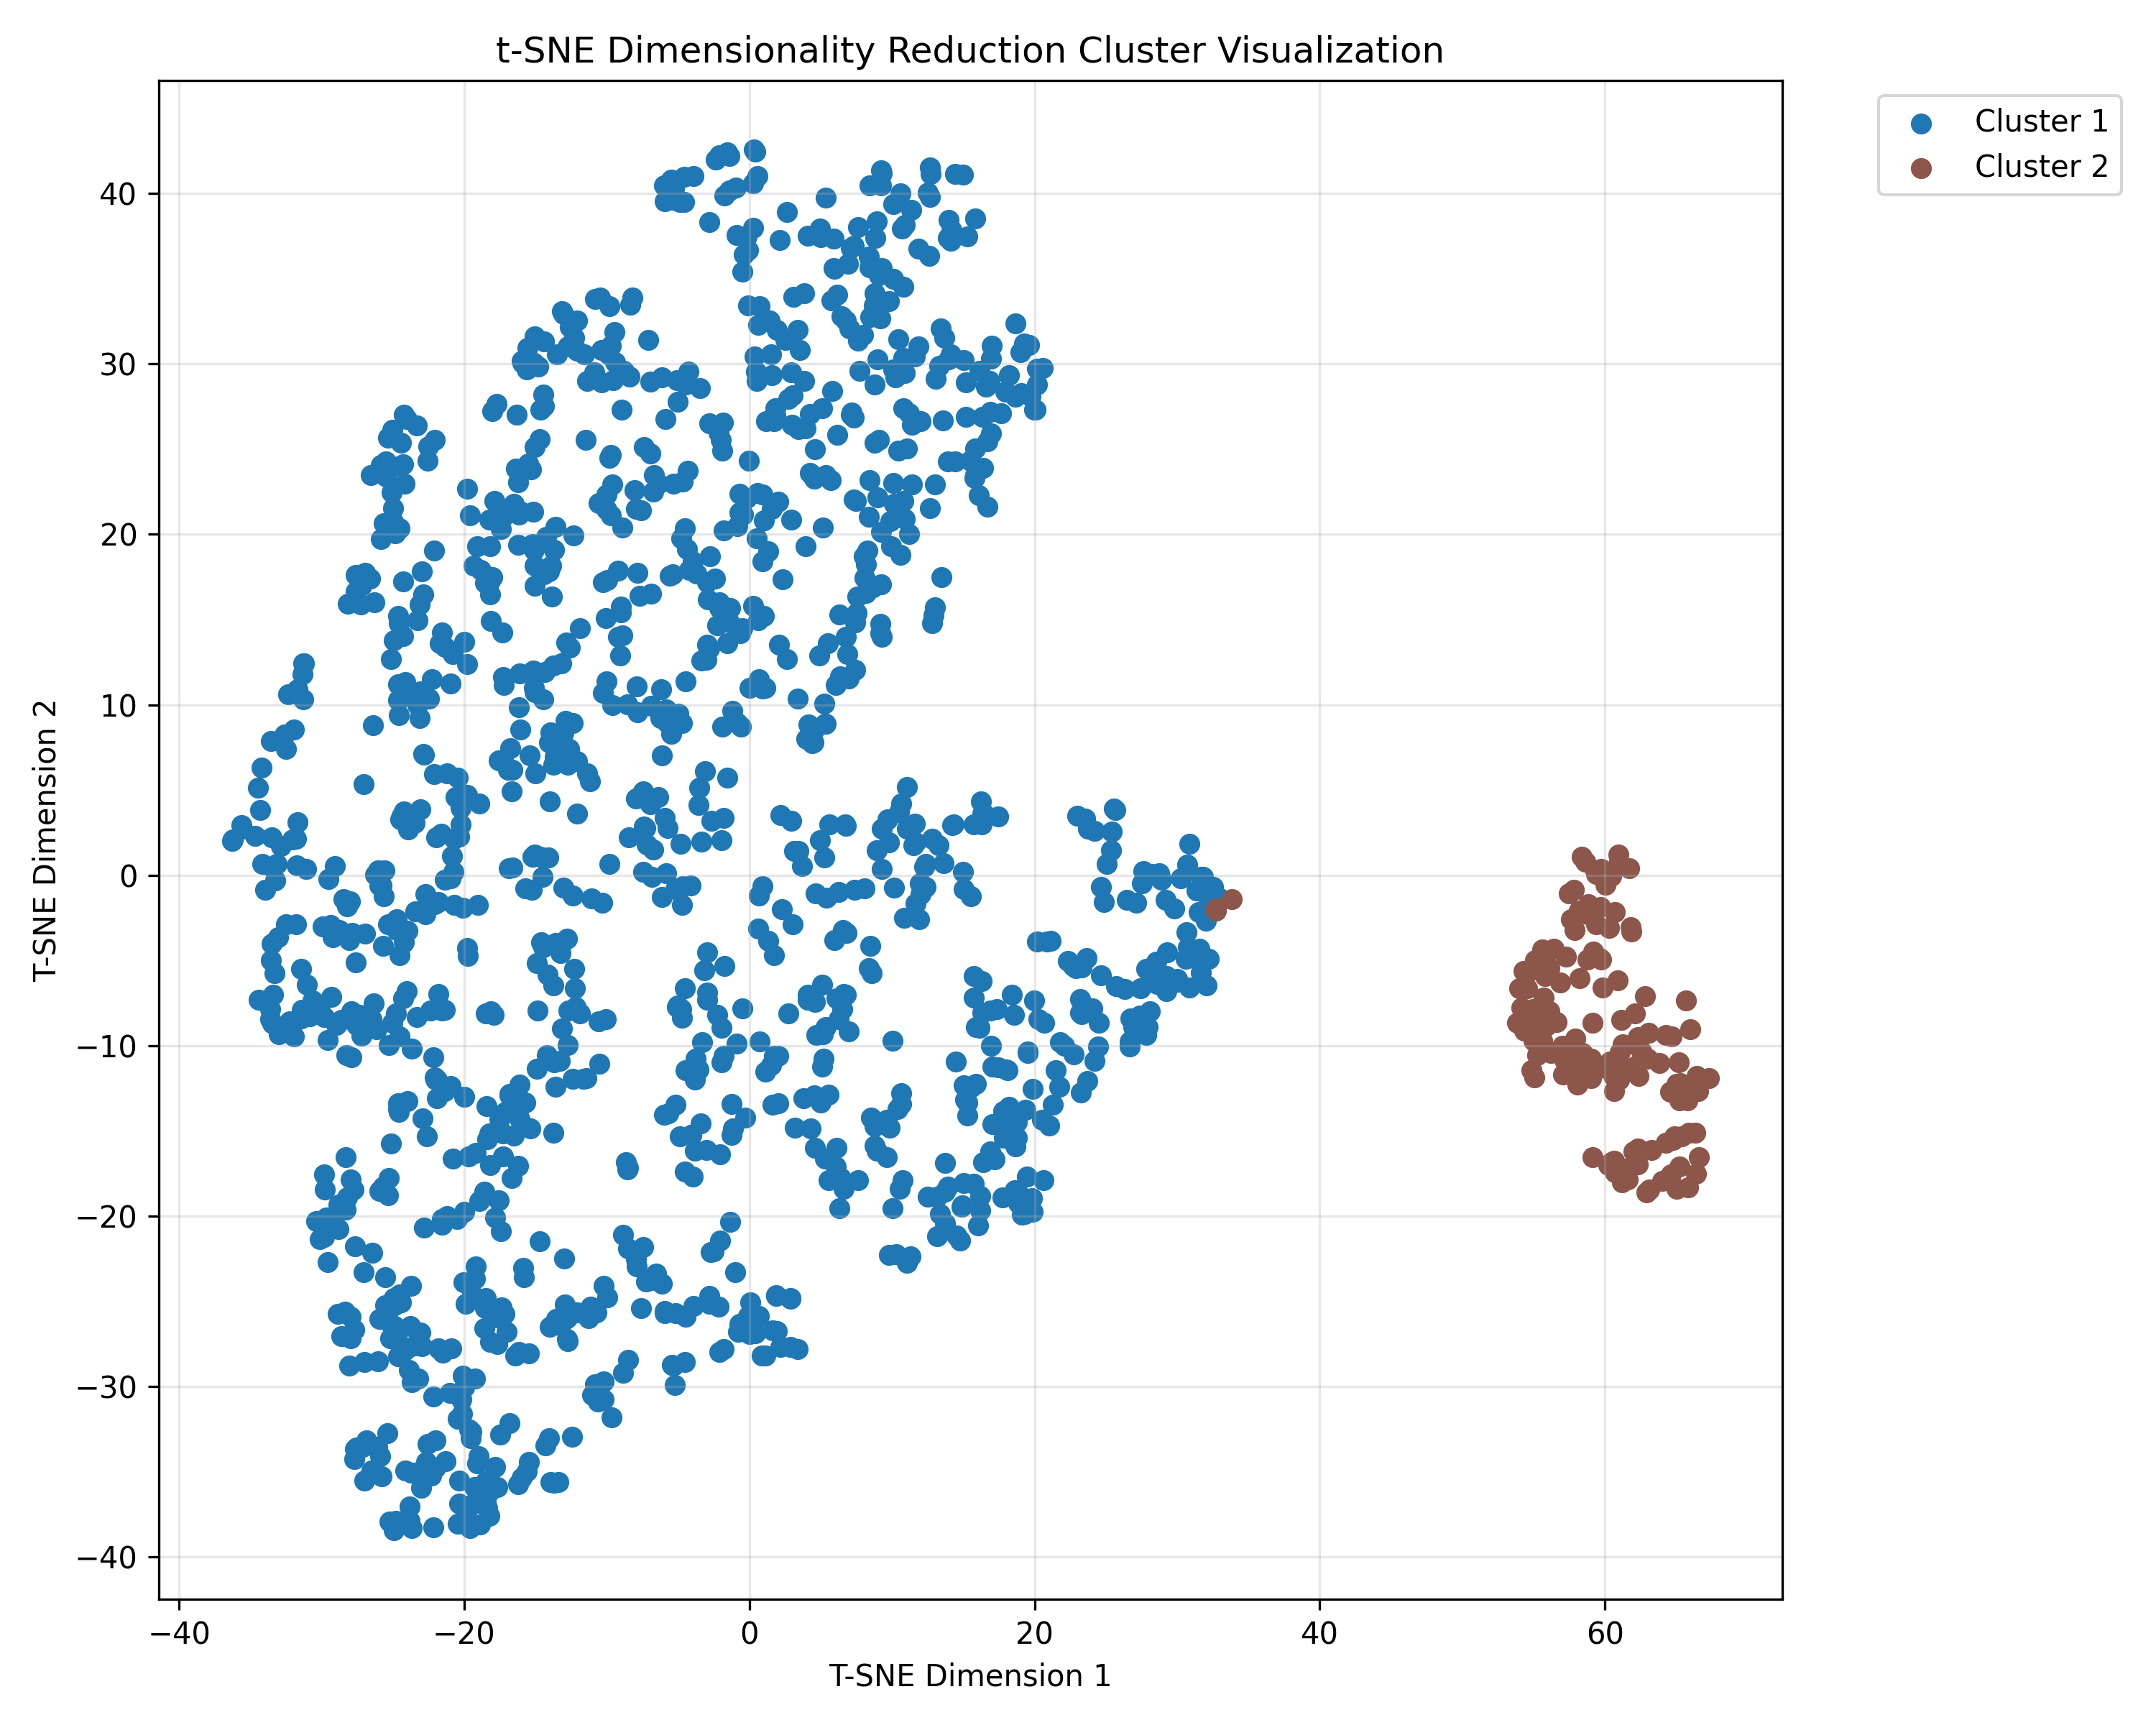 t-SNE Dimensionality Reduction Cluster Visualization
Cluster 1
Cluster 2
T-SNE Dimension 2
40
30
20
10
0
−10
−20
−30
−40
−40 −20 0 20 40 60
T-SNE Dimension 1